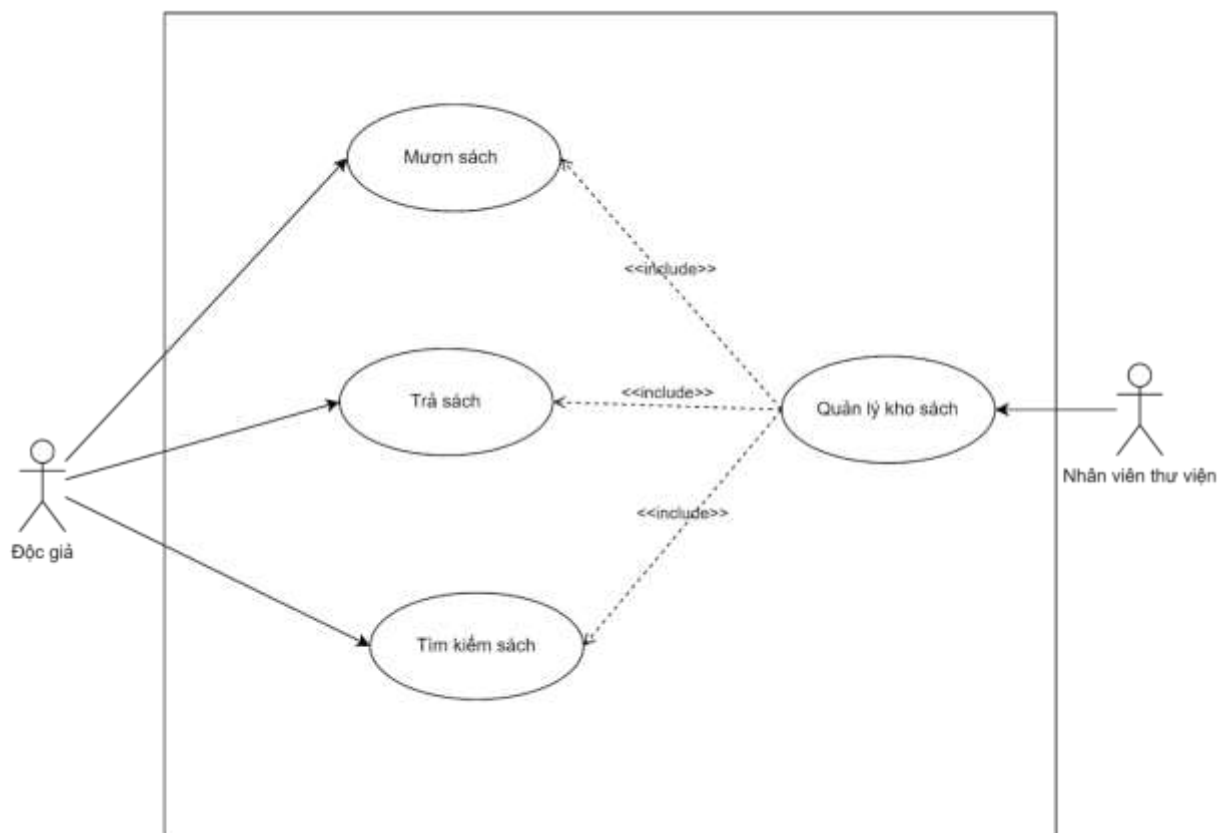 Mượn sách
<<include>>
Trả sách
<<include>>
Quản lý kho sách
Nhân viên thư viện
Độc giả
<<include>>
Tìm kiếm sách